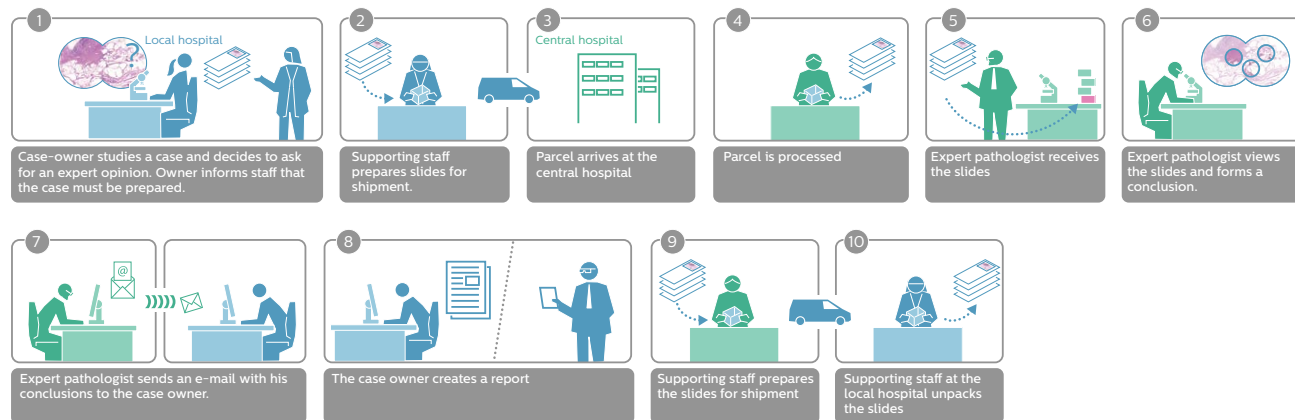 1
Local hospital
?
Case-owner studies a case and decides to ask
for an expert opinion. Owner informs staff that
the case must be prepared.
2
Supporting staff
prepares slides for
shipment.
3
Central hospital
Parcel arrives at the
central hospital
4
Parcel is processed
5
Expert pathologist receives
the slides
6
Expert pathologist views
the slides and forms a
conclusion.
7
@
Expert pathologist sends an e-mail with his
conclusions to the case owner.
8
The case owner creates a report
9
Supporting staff prepares
the slides for shipment
10
Supporting staff at the
local hospital unpacks
the slides